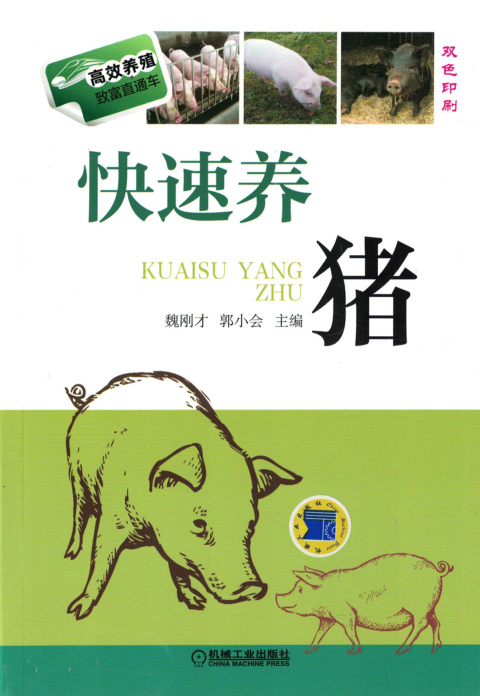 高效养殖
致富直通车
双色印刷
快速养
猪
KUAISU YANG
ZHU
魏刚才 郭小会 主编
机械工业出版社
CHINA MACHINE PRESS